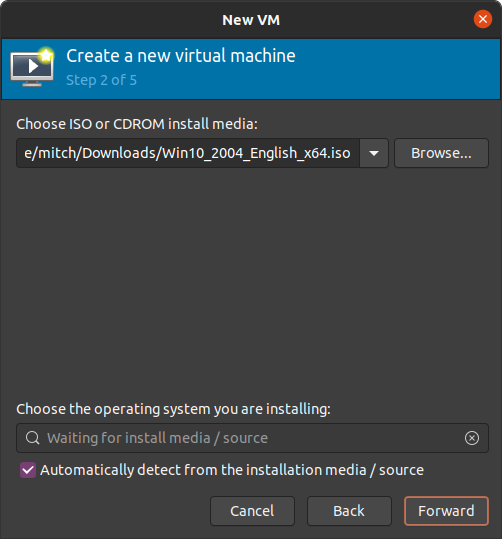 New VM
Create a new virtual machine
Step 2 of 5
Choose ISO or CDROM install media:
e/mitch/Downloads/Win10_2004_English_x64.iso
Browse...
Choose the operating system you are installing:
Waiting for install media / source
Automatically detect from the installation media / source
Cancel
Back
Forward